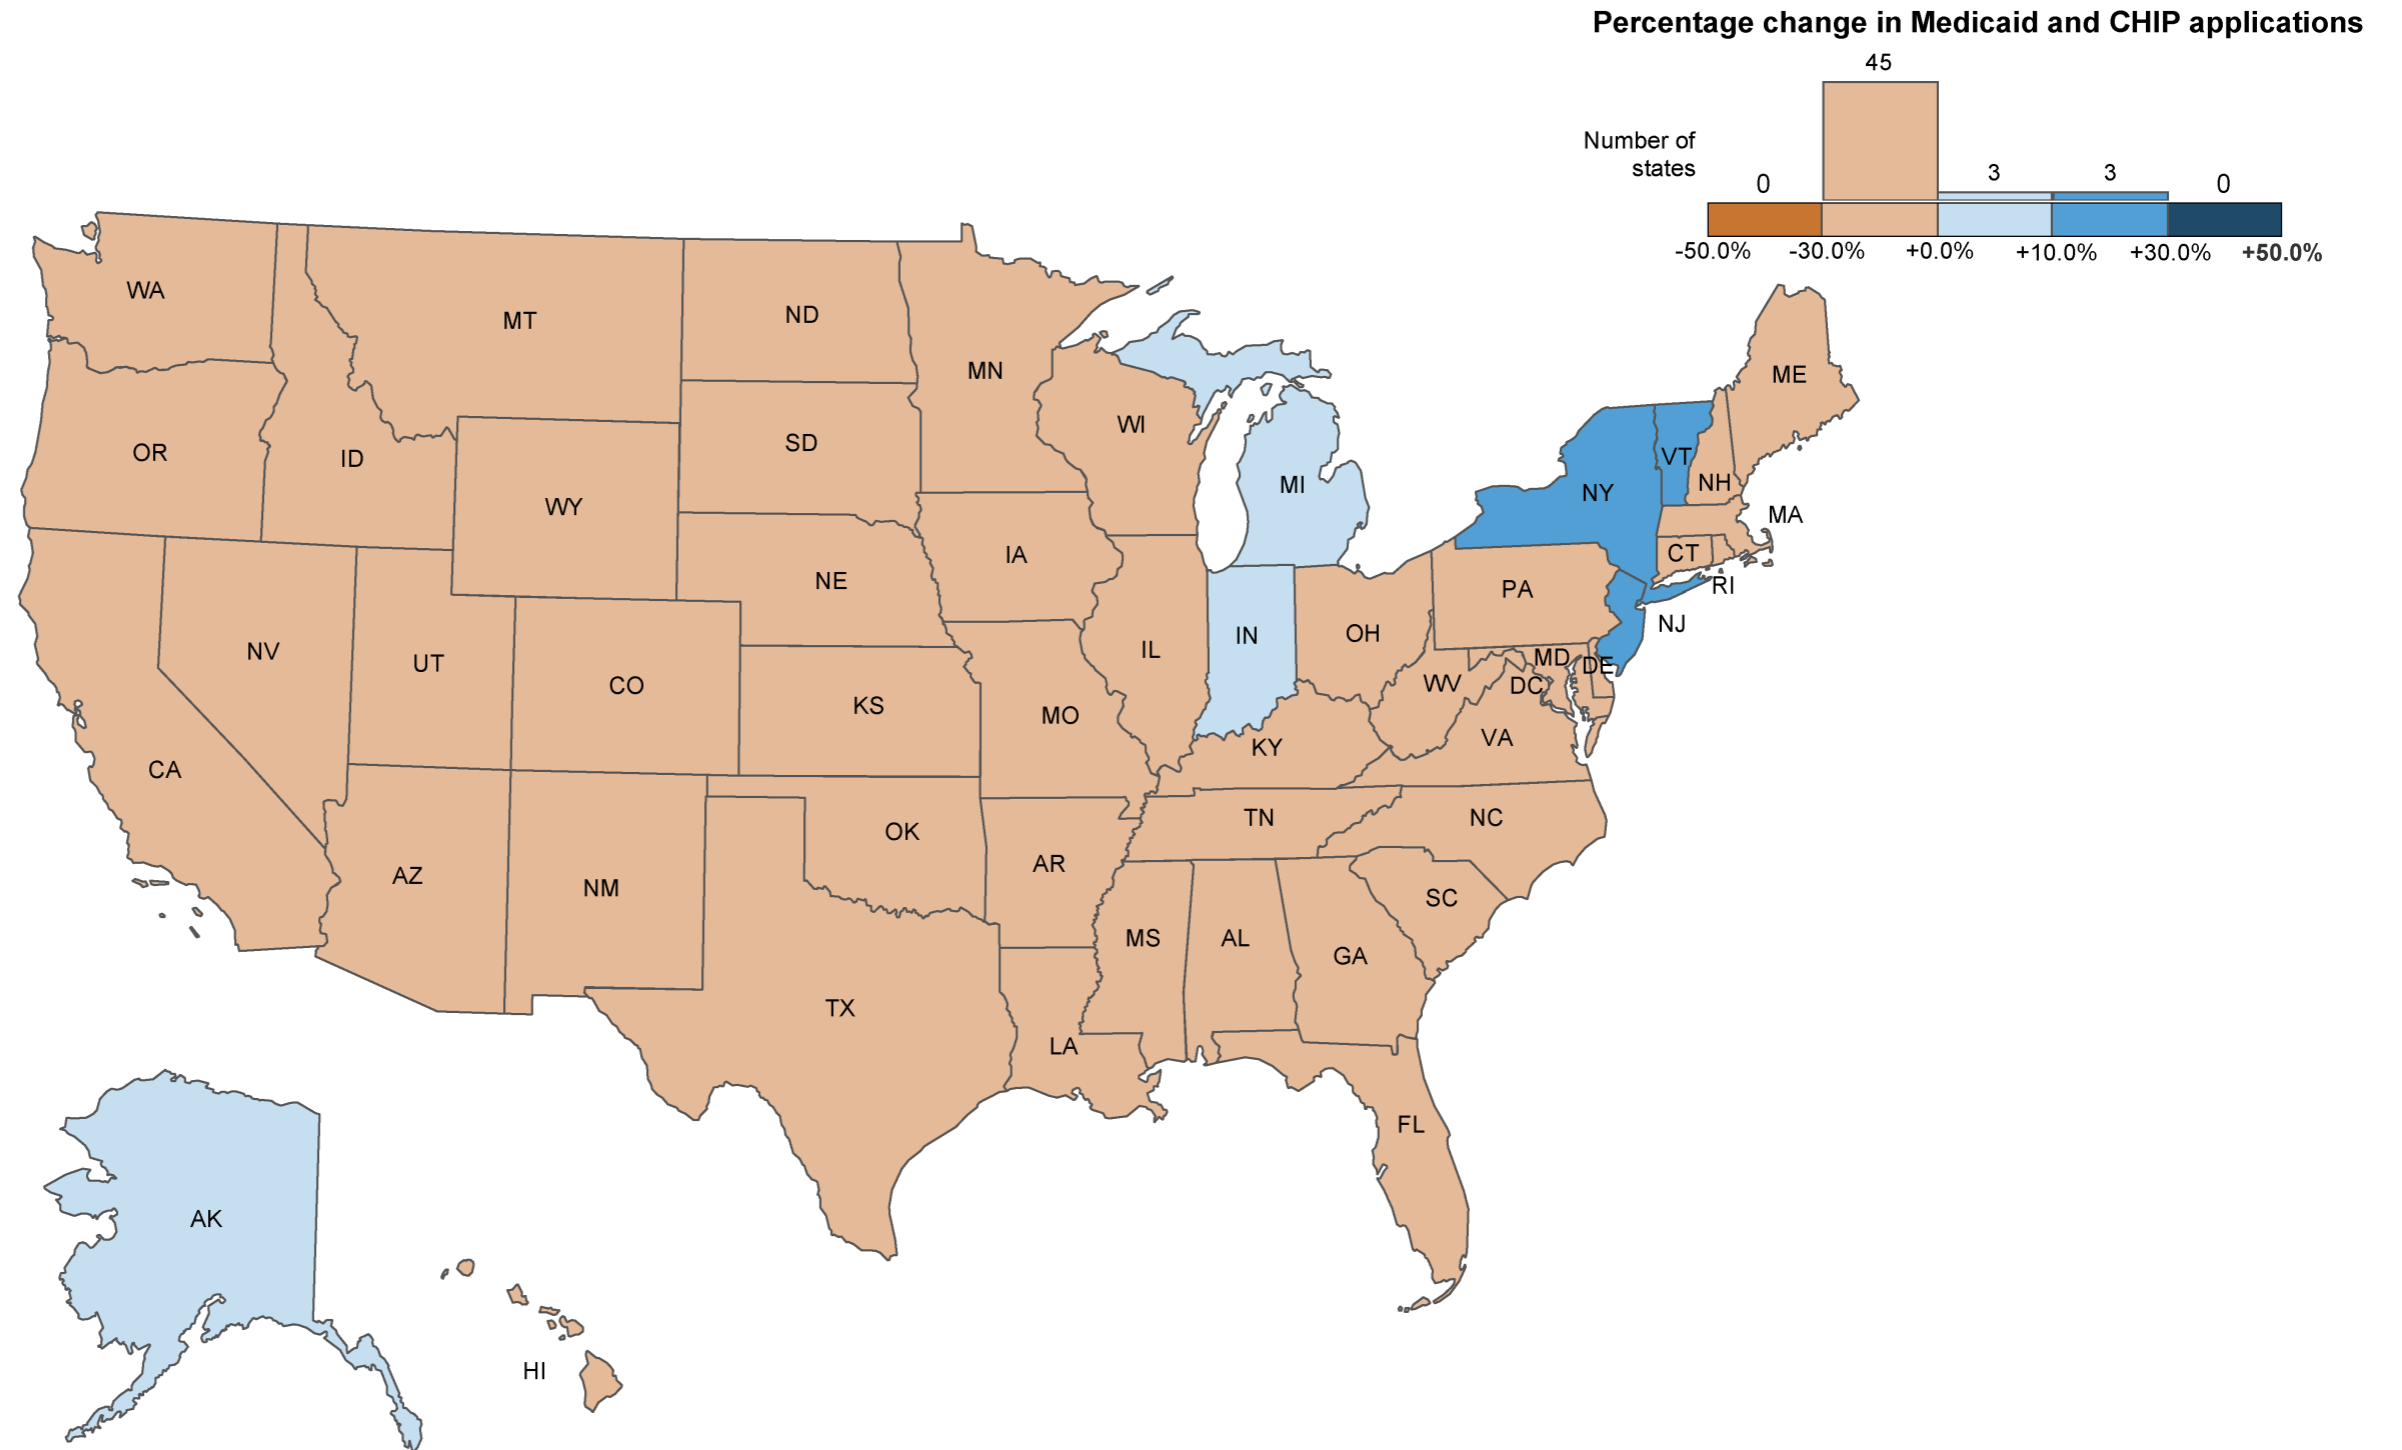 Percentage change in Medicaid and CHIP applications
45
Number of
states
0
3
3
0
-50.0%
-30.0%
+0.0%
+10.0%
+30.0%
+50.0%
WA
MT
ND
MN
ME
OR
ID
SD
WI
MI
VT
NH
NY
WY
MA
IA
CT
NE
PA
RI
NJ
NV
UT
CO
IL
IN
OH
MD
DE
WV
DC
KS
MO
VA
KY
CA
TN
NC
OK
AR
AZ
NM
SC
MS
AL
GA
TX
LA
FL
AK
HI